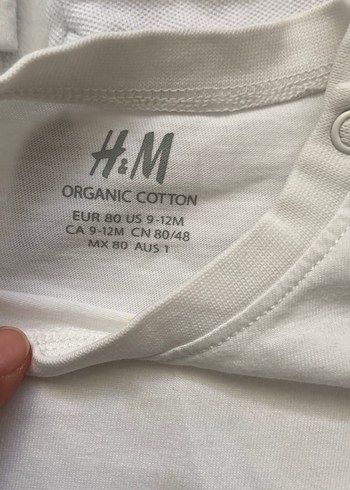 H&M
ORGANIC COTTON
EUR 80 US 9-12M
CA 9-12M CN 80/48
MX 80 AUS 1